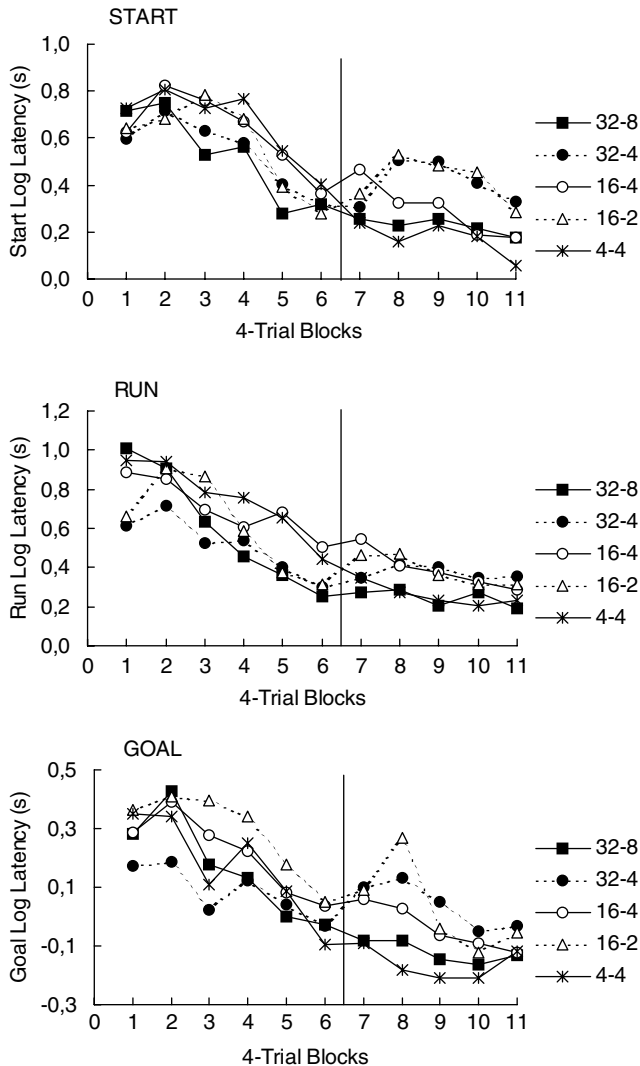 START
Start Log Latency (s)
1,0
0,8
0,6
0,4
0,2
0,0
0 1 2 3 4 5 6 7 8 9 10 11
4-Trial Blocks
32-8
32-4
16-4
16-2
4-4
RUN
Run Log Latency (s)
1,2
1,0
0,8
0,6
0,4
0,2
0,0
0 1 2 3 4 5 6 7 8 9 10 11
4-Trial Blocks
32-8
32-4
16-4
16-2
4-4
GOAL
Goal Log Latency (s)
0,5
0,3
0,1
-0,1
-0,3
0 1 2 3 4 5 6 7 8 9 10 11
4-Trial Blocks
32-8
32-4
16-4
16-2
4-4